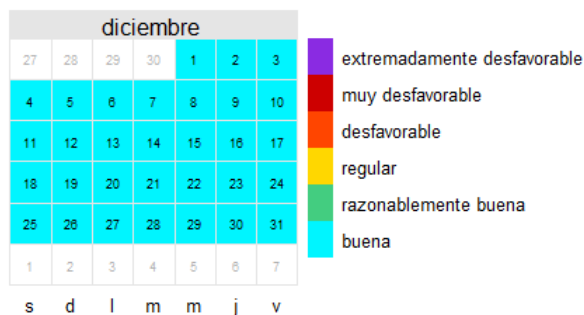 diciembre
27 28 29 30 1 2 3
4 5 6 7 8 9 10
11 12 13 14 15 16 17
18 19 20 21 22 23 24
25 26 27 28 29 30 31
1 2 3 4 5 6 7
s d l m m j v
extremadamente desfavorable
muy desfavorable
desfavorable
regular
razonablemente buena
buena